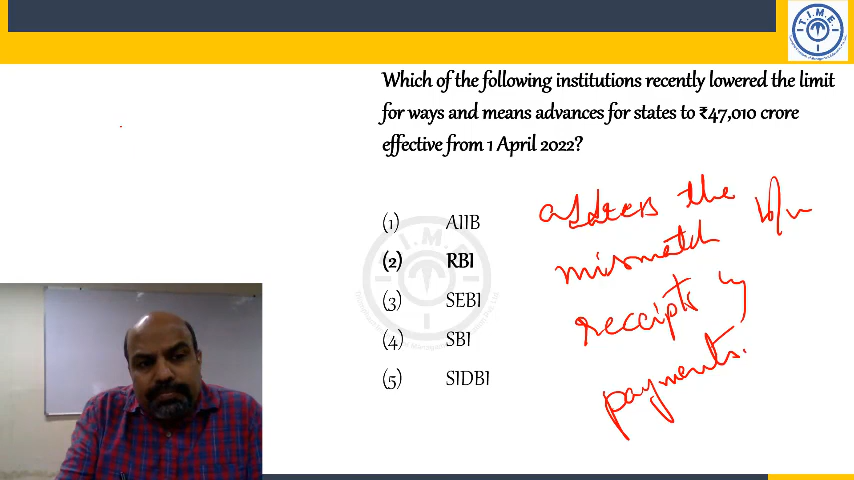 T.I.M.E.
Which of the following institutions recently lowered the limit
for ways and means advances for states to ₹47,010 crore
effective from 1 April 2022?
(1) AIIB
(2) RBI
(3) SEBI
(4) SBI
(5) SIDBI
address the
mismatch b/w
receipts &
payments.